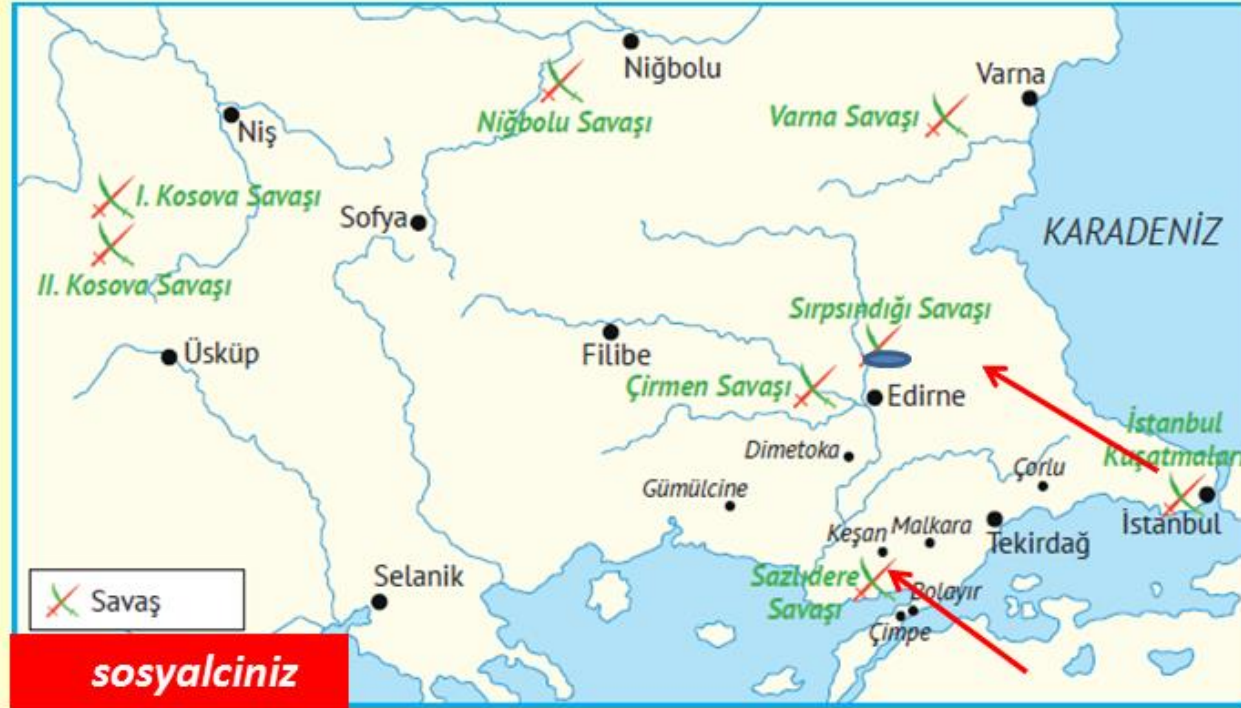 Niğbolu
Niğbolu Savaşı
Varna
Varna Savaşı
Niş
I. Kosova Savaşı
II. Kosova Savaşı
Sofya
KARADENİZ
Sırpsındığı Savaşı
Üsküp
Filibe
Çirmen Savaşı
Edirne
İstanbul
Kuşatmaları
Dimetoka
Çorlu
Gümülcine
İstanbul
Keşan
Malkara
Tekirdağ
Sazlıdere
Savaşı
Bolayır
Çimpe
Selanik
Savaş
sosyalciniz